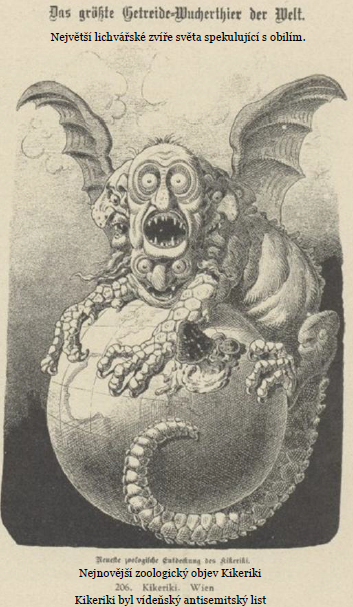 Das größte Getreide-Wucherthier der Welt.
Největší lichvářské zvíře světa spekulující s obilím.
Neueste zoologische Entdeckung des Kikeriki.
Nejnovější zoologický objev Kikeriki
206. Kikeriki. Wien
Kikeriki byl vídeňský antisemitský list